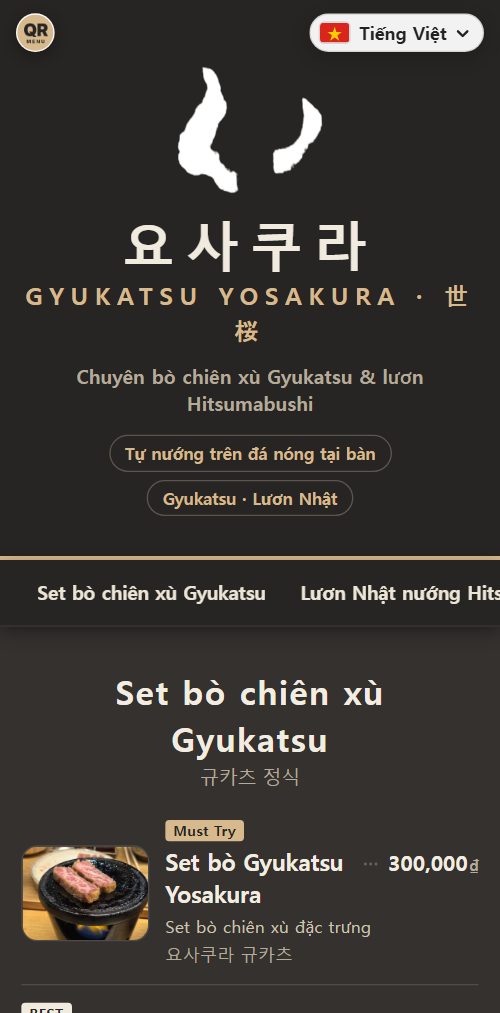 QR
MENU
Tiếng Việt
요사쿠라
GYUKATSU YOSAKURA · 世
桜
Chuyên bò chiên xù Gyukatsu & lươn
Hitsumabushi
Tự nướng trên đá nóng tại bàn
Gyukatsu · Lươn Nhật
Set bò chiên xù Gyukatsu
Lươn Nhật nướng Hits
Set bò chiên xù
Gyukatsu
규카츠 정식
Must Try
Set bò Gyukatsu ··· 300,000₫
Yosakura
Set bò chiên xù đặc trưng
요사쿠라 규카츠
BEST